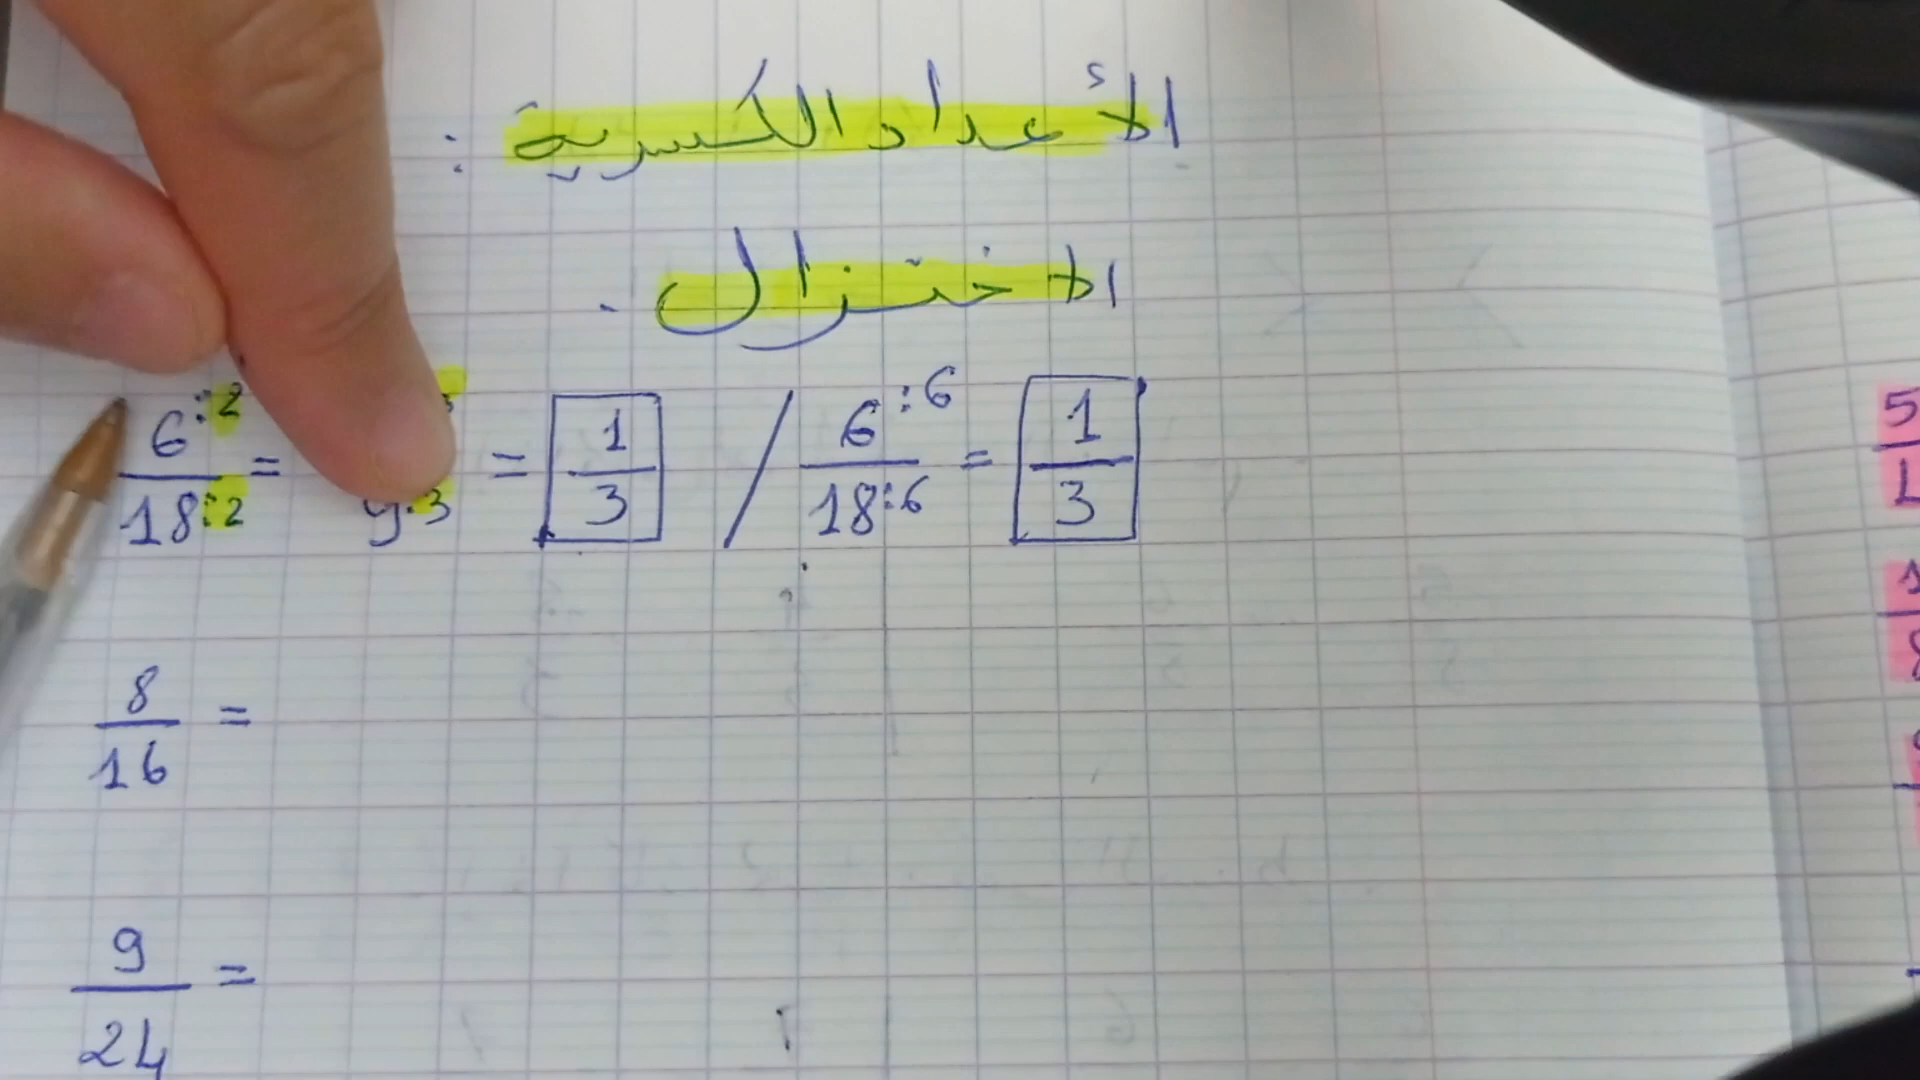 الأعداد الكسرية :
الاختزال .
6:2 / 18:2 = 9:3 = 1/3 / 6:6 / 18:6 = 1/3
8/16 =
9/24 =